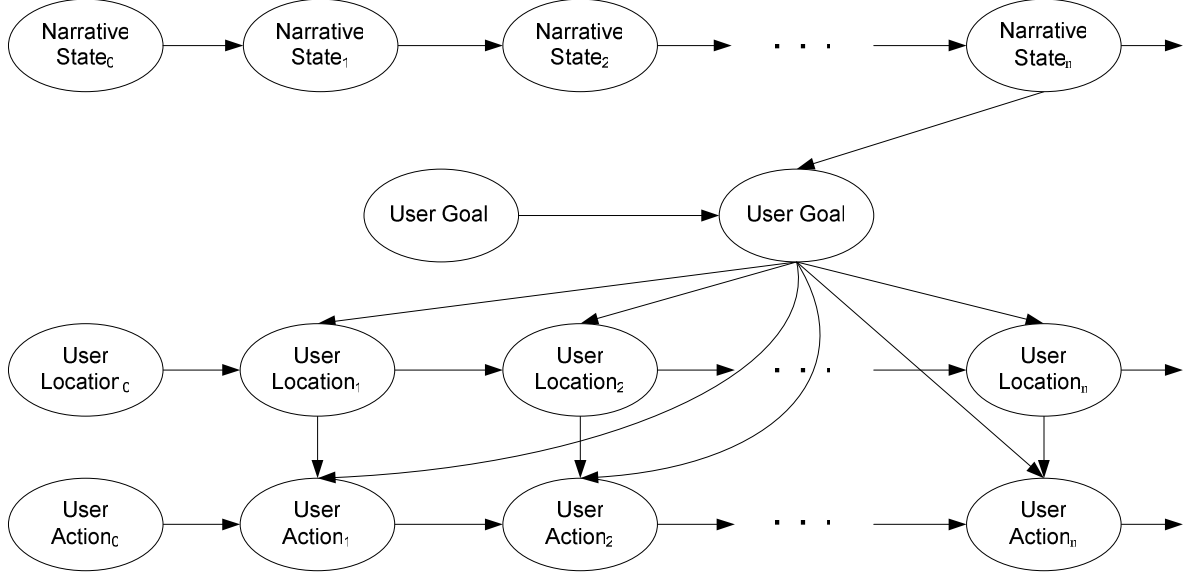 Narrative
State₀
Narrative
State₁
Narrative
State₂
. . .
Narrative
Stateₙ
User Goal
User Goal
User
Location₀
User
Location₁
User
Location₂
. . .
User
Locationₙ
User
Action₀
User
Action₁
User
Action₂
. . .
User
Actionₙ